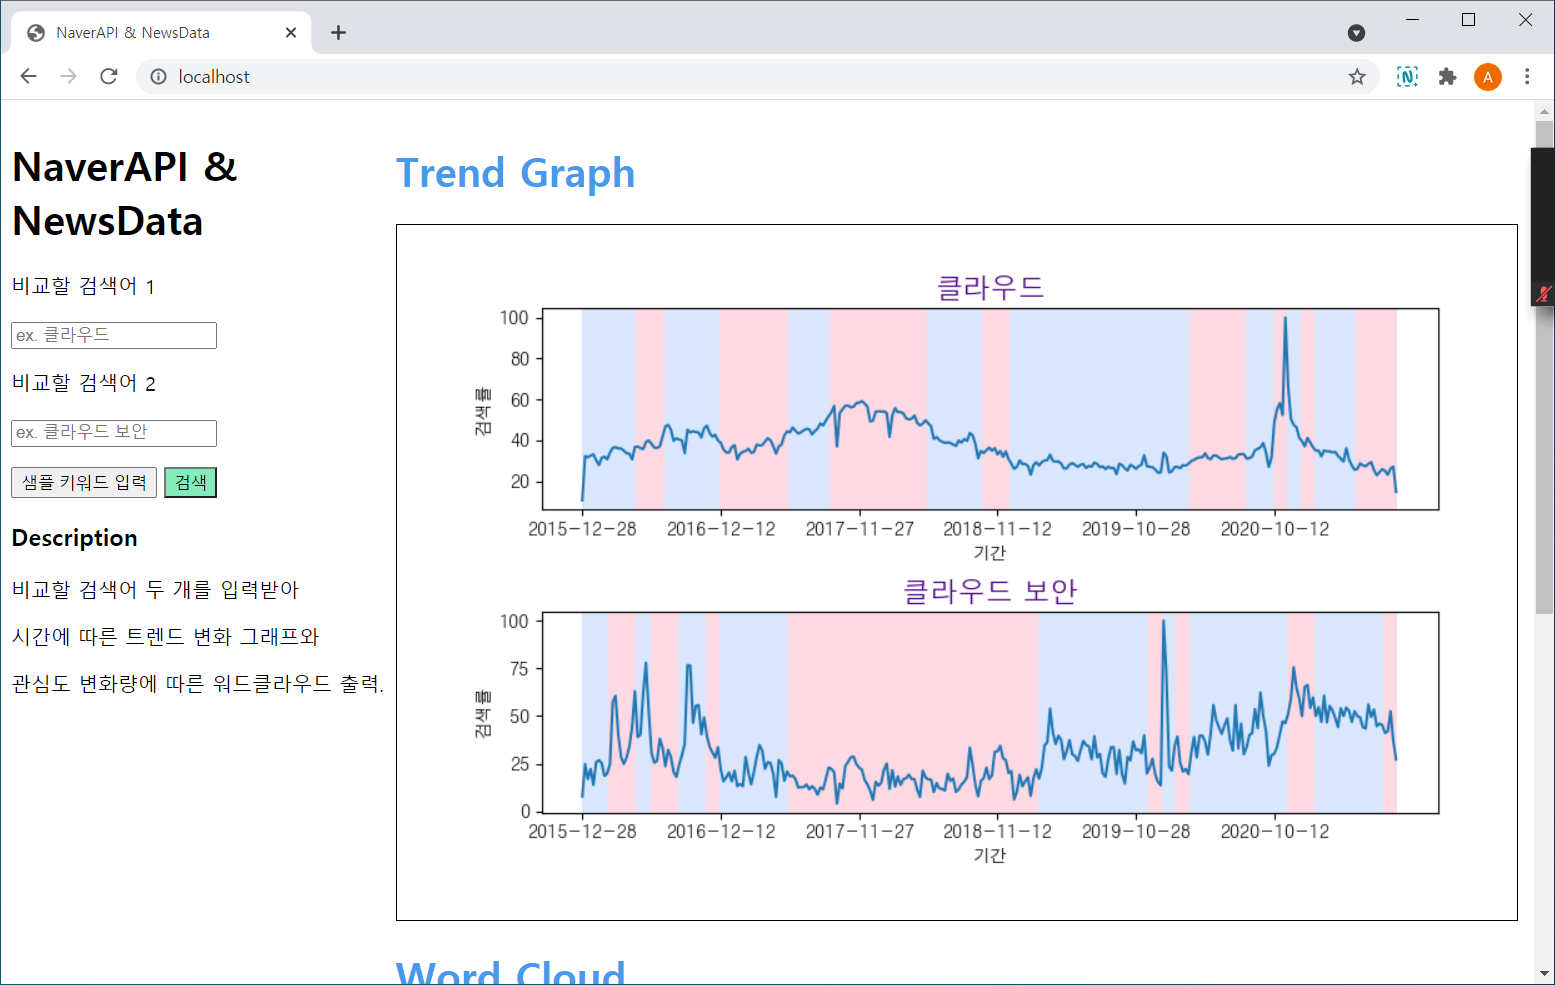 NaverAPI & NewsData
localhost
A
NaverAPI &
NewsData
비교할 검색어 1
ex. 클라우드
비교할 검색어 2
ex. 클라우드 보안
샘플 키워드 입력 검색
Description
비교할 검색어 두 개를 입력받아
시간에 따른 트렌드 변화 그래프와
관심도 변화량에 따른 워드클라우드 출력.
Trend Graph
클라우드
100
80
60
40
20
검색률
2015-12-28 2016-12-12 2017-11-27 2018-11-12 2019-10-28 2020-10-12
기간
클라우드 보안
100
75
50
25
0
검색률
2015-12-28 2016-12-12 2017-11-27 2018-11-12 2019-10-28 2020-10-12
기간
Word Cloud